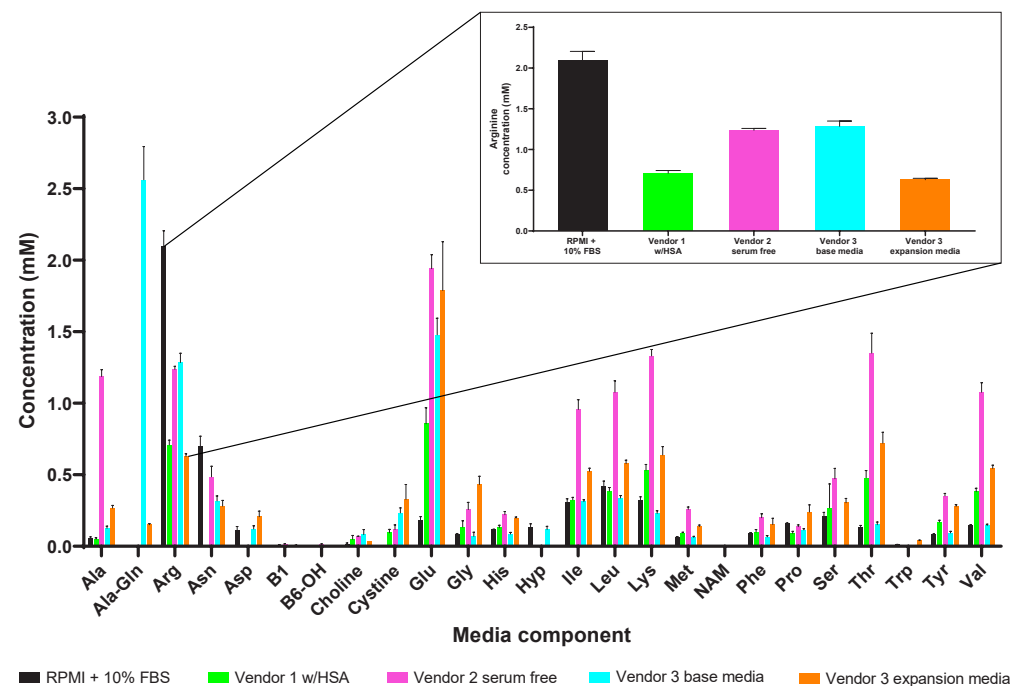 2.5
2.0
1.5
1.0
0.5
0.0
Arginine
concentration (mM)
RPMI +
10% FBS
Vendor 1
w/HSA
Vendor 2
serum free
Vendor 3
base media
Vendor 3
expansion media
3.0
2.5
2.0
1.5
1.0
0.5
0.0
Concentration (mM)
Ala
Ala-Gln
Arg
Asn
Asp
B1
B6-OH
Choline
Cystine
Glu
Gly
His
Hyp
Ile
Leu
Lys
Met
NAM
Phe
Pro
Ser
Thr
Trp
Tyr
Val
Media component
RPMI + 10% FBS
Vendor 1 w/HSA
Vendor 2 serum free
Vendor 3 base media
Vendor 3 expansion media